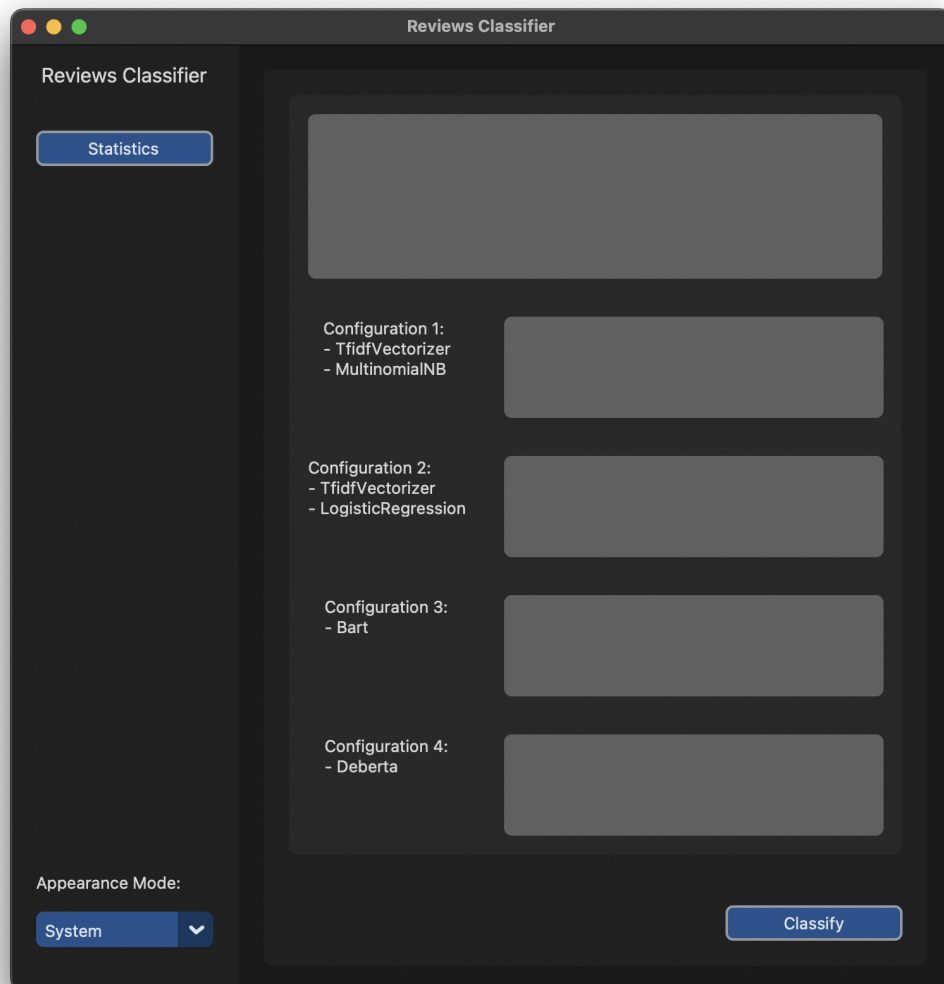 Reviews Classifier
Reviews Classifier
Statistics
Configuration 1:
- TfidfVectorizer
- MultinomialNB
Configuration 2:
- TfidfVectorizer
- LogisticRegression
Configuration 3:
- Bart
Configuration 4:
- Deberta
Appearance Mode:
System
Classify